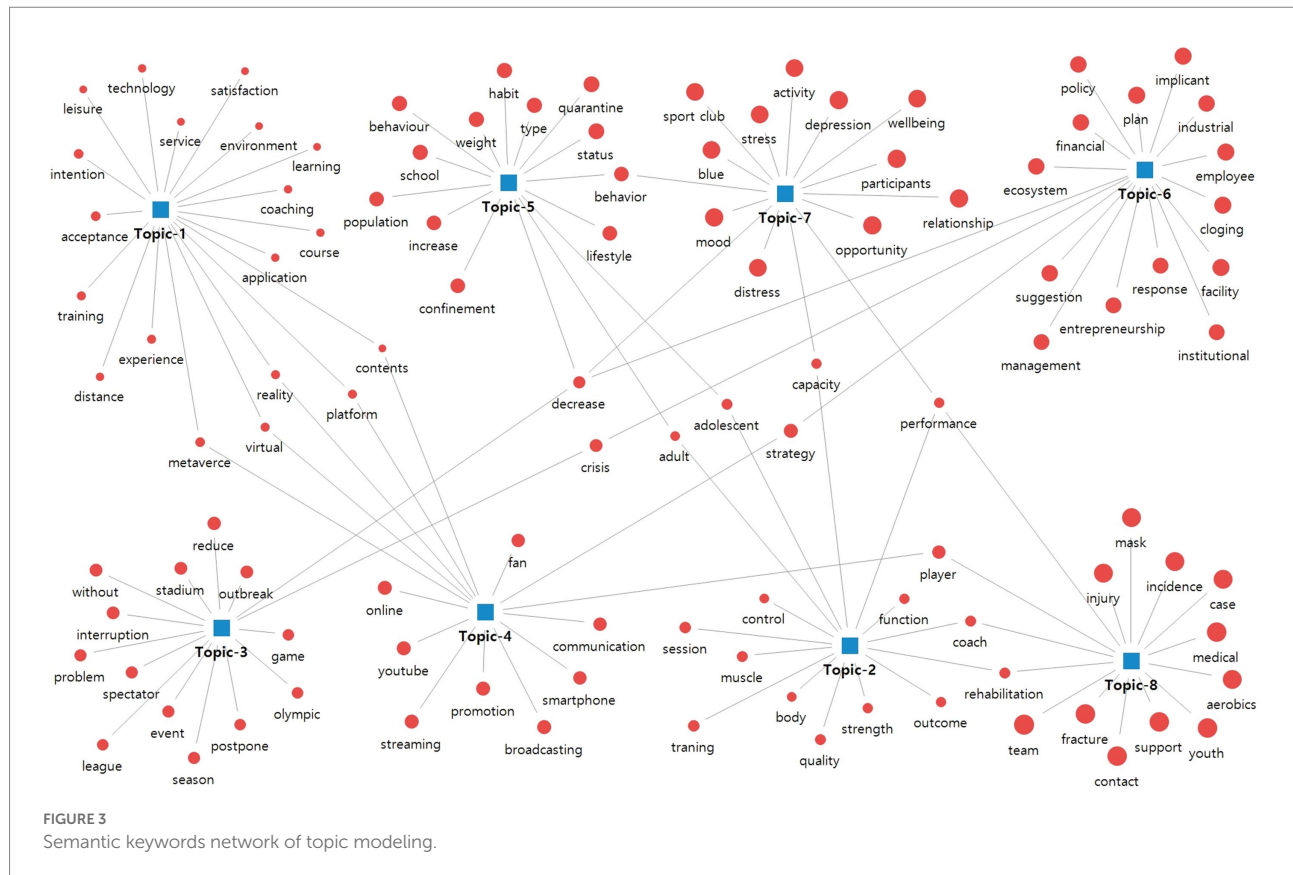 technology
satisfaction
leisure
service
environment
learning
intention
coaching
acceptance
Topic-1
course
application
training
experience
distance
contents
reality
platform
virtual
metaverce
habit
quarantine
behaviour
type
weight
status
school
behavior
population
Topic-5
increase
lifestyle
confinement
decrease
crisis
adult
adolescent
strategy
capacity
performance
activity
sport club
depression
wellbeing
stress
blue
participants
relationship
Topic-7
mood
opportunity
distress
policy
implicant
plan
industrial
financial
employee
ecosystem
Topic-6
cloging
suggestion
response
facility
entrepreneurship
institutional
management
reduce
without
stadium
outbreak
interruption
game
problem
Topic-3
spectator
olympic
event
postpone
league
season
fan
online
communication
youtube
Topic-4
smartphone
promotion
streaming
broadcasting
player
control
function
session
coach
muscle
Topic-2
rehabilitation
body
strength
outcome
traning
quality
mask
injury
incidence
case
medical
Topic-8
aerobics
team
fracture
support
youth
contact
FIGURE 3
Semantic keywords network of topic modeling.